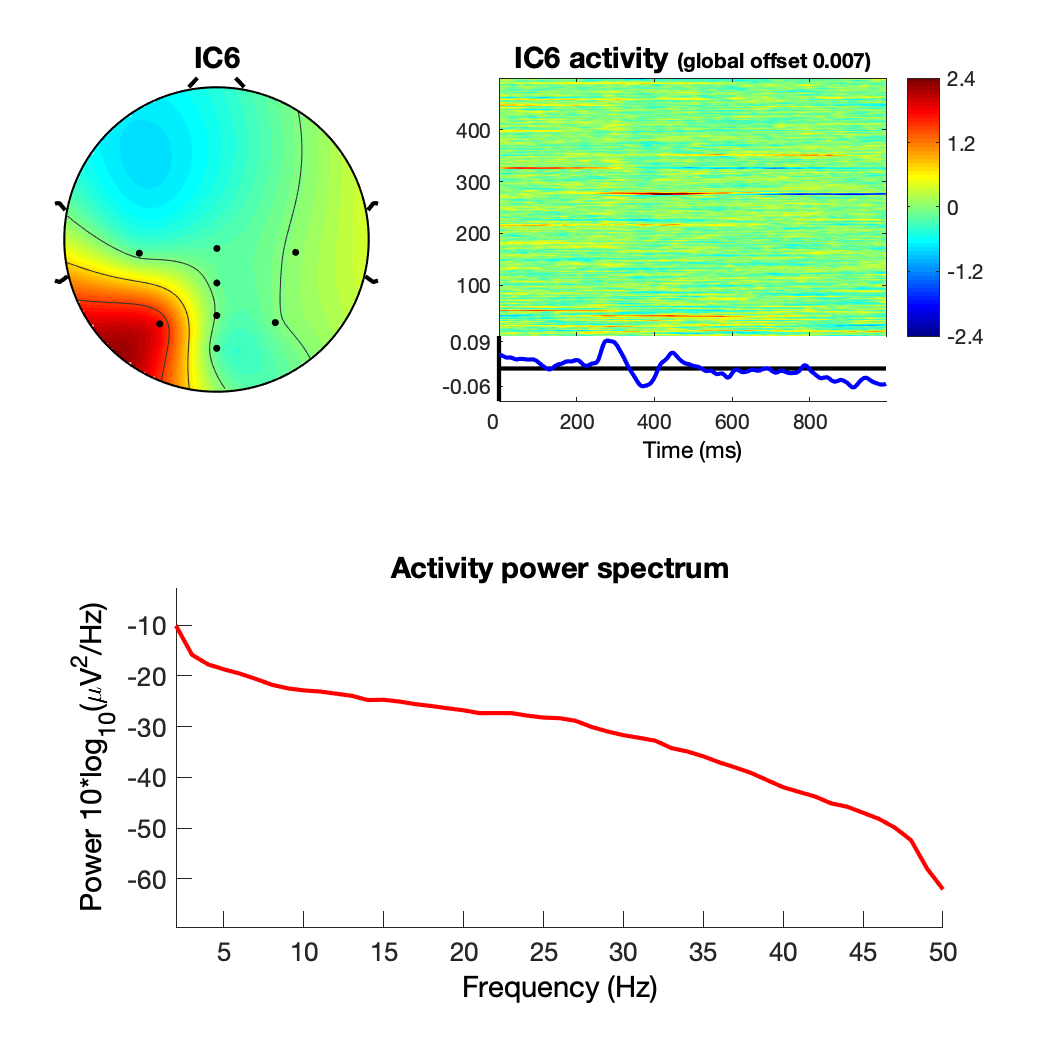 IC6
IC6 activity (global offset 0.007)
400
300
200
100
2.4
1.2
0
-1.2
-2.4
0.09
-0.06
0 200 400 600 800
Time (ms)
Activity power spectrum
Power 10*log10(μV2/Hz)
-10
-20
-30
-40
-50
-60
5 10 15 20 25 30 35 40 45 50
Frequency (Hz)